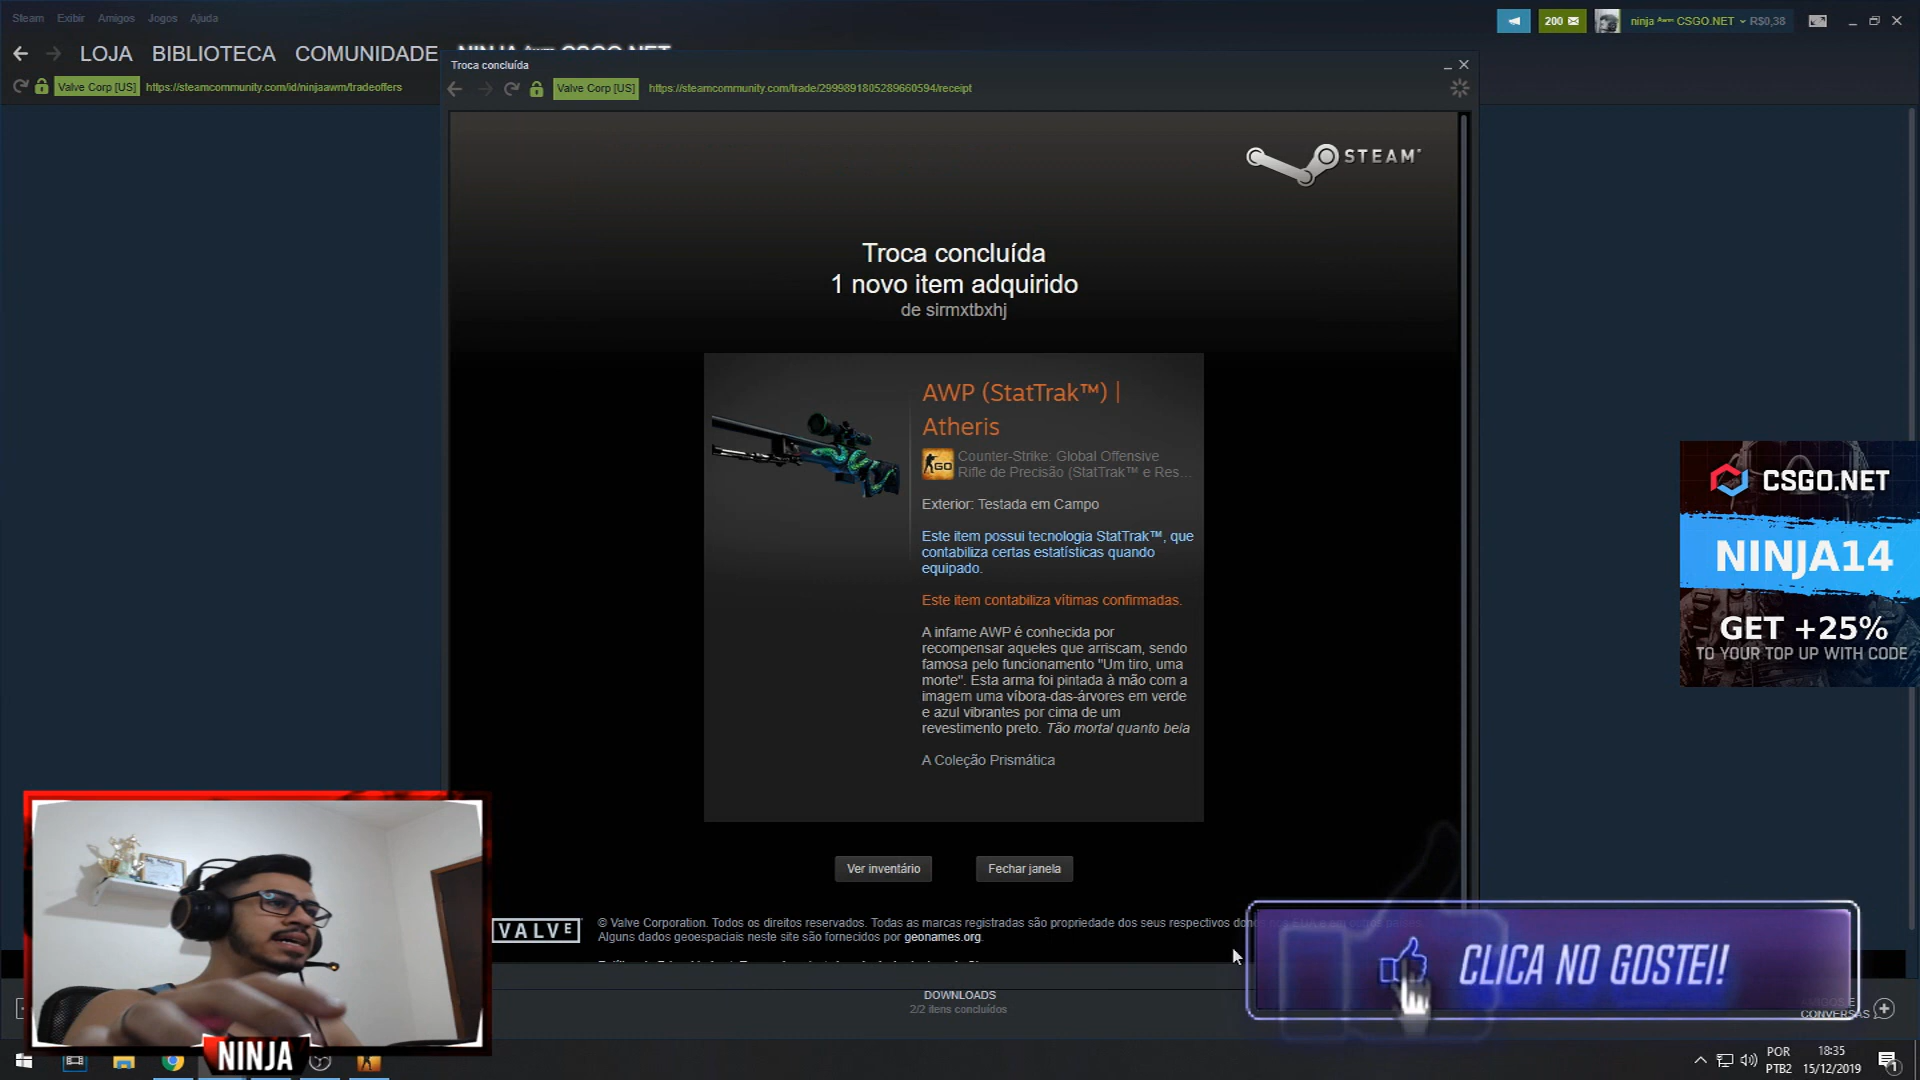 Steam Exibir Amigos Jogos Ajuda
200
ninja ᴬʷᵐ CSGO.NET R$0,38
LOJA BIBLIOTECA COMUNIDADE NINJA ᴬʷᵐ CSGO.NET
Valve Corp [US] https://steamcommunity.com/id/ninjaawm/tradeoffers
Troca concluída
Valve Corp [US] https://steamcommunity.com/trade/2999891805289660594/receipt
STEAM
Troca concluída
1 novo item adquirido
de sirmxtbxhj
AWP (StatTrak™) |
Atheris
GO
Counter-Strike: Global Offensive
Rifle de Precisão (StatTrak™ e Res...
Exterior: Testada em Campo
Este item possui tecnologia StatTrak™, que
contabiliza certas estatísticas quando
equipado.
Este item contabiliza vítimas confirmadas.
A infame AWP é conhecida por
recompensar aqueles que arriscam, sendo
famosa pelo funcionamento "Um tiro, uma
morte". Esta arma foi pintada à mão com a
imagem uma víbora-das-árvores em verde
e azul vibrantes por cima de um
revestimento preto. Tão mortal quanto bela
A Coleção Prismática
Ver inventário
Fechar janela
VALVE
© Valve Corporation. Todos os direitos reservados. Todas as marcas registradas são propriedade dos seus respectivos
Alguns dados geoespaciais neste site são fornecidos por geonames.org.
CSGO.NET
NINJA14
GET +25%
TO YOUR TOP UP WITH CODE
CLICA NO GOSTEI!
DOWNLOADS
2/2 itens concluídos
AMIGOS E
CONVERSAS
NINJA
POR
PTB2
18:35
15/12/2019
1